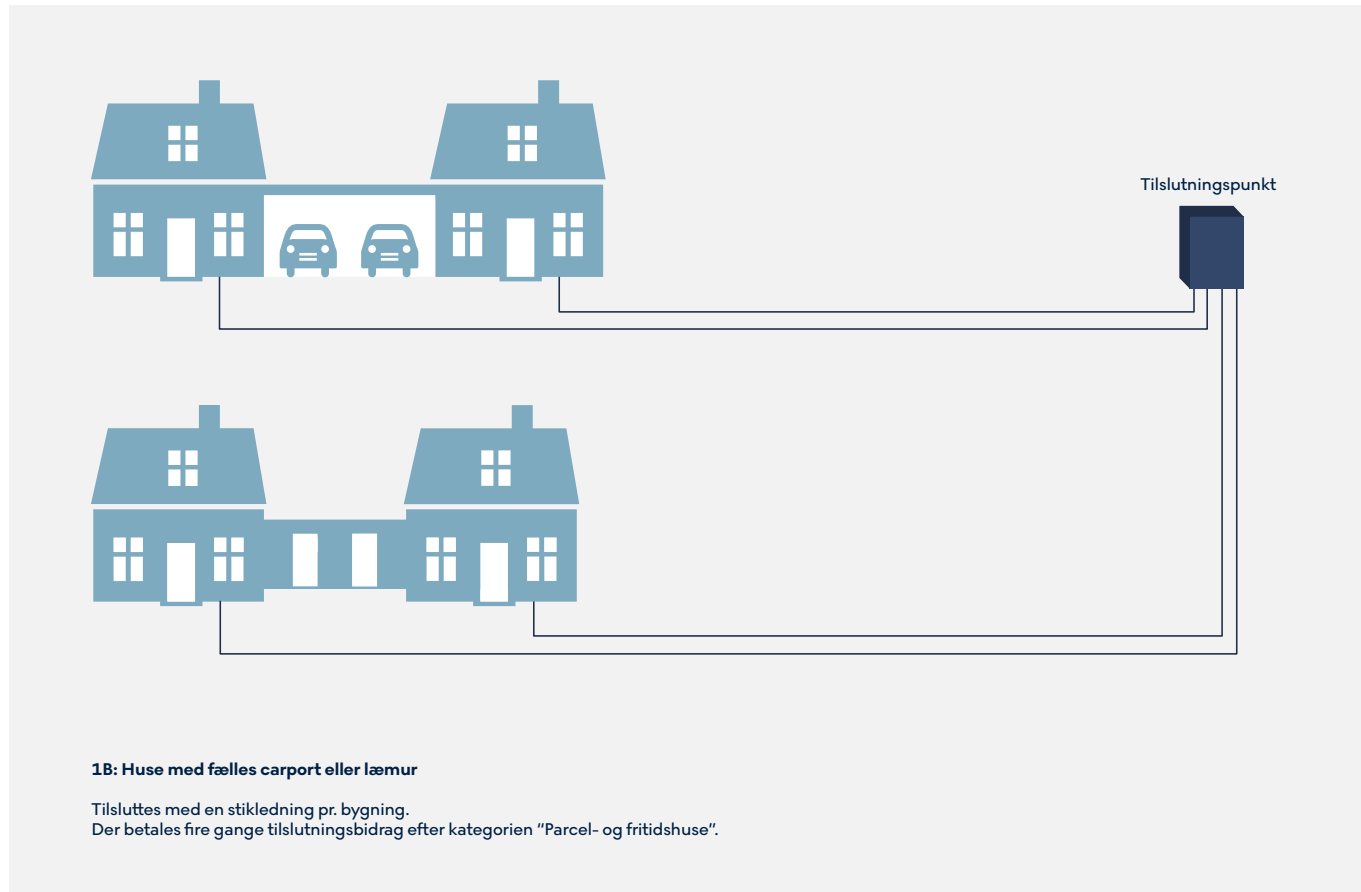 Tilslutningspunkt
1B: Huse med fælles carport eller læmur
Tilsluttes med en stikledning pr. bygning.
Der betales fire gange tilslutningsbidrag efter kategorien “Parcel- og fritidshuse”.